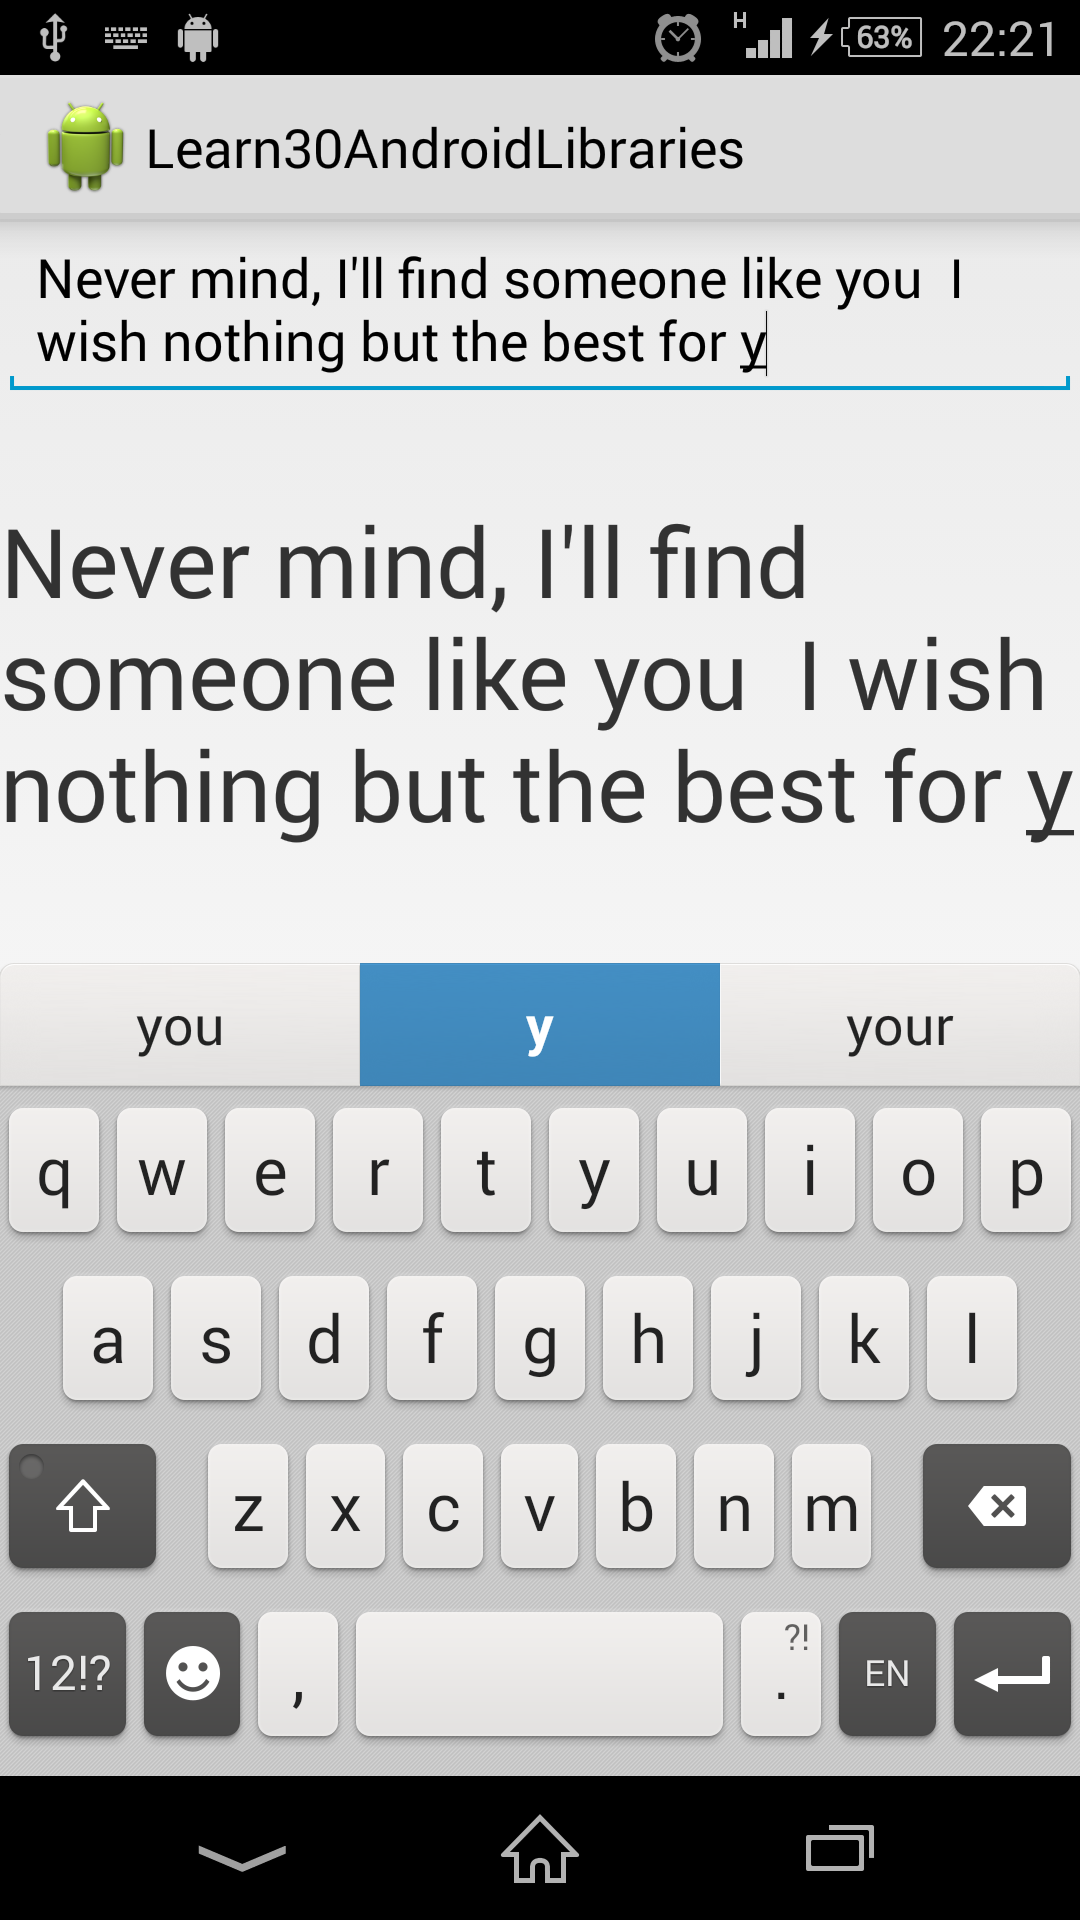 H 63% 22:21
Learn30AndroidLibraries
Never mind, I'll find someone like you  I
wish nothing but the best for y
Never mind, I'll find
someone like you  I wish
nothing but the best for y
you y your
q w e r t y u i o p
a s d f g h j k l
z x c v b n m
12!? , ?! . EN